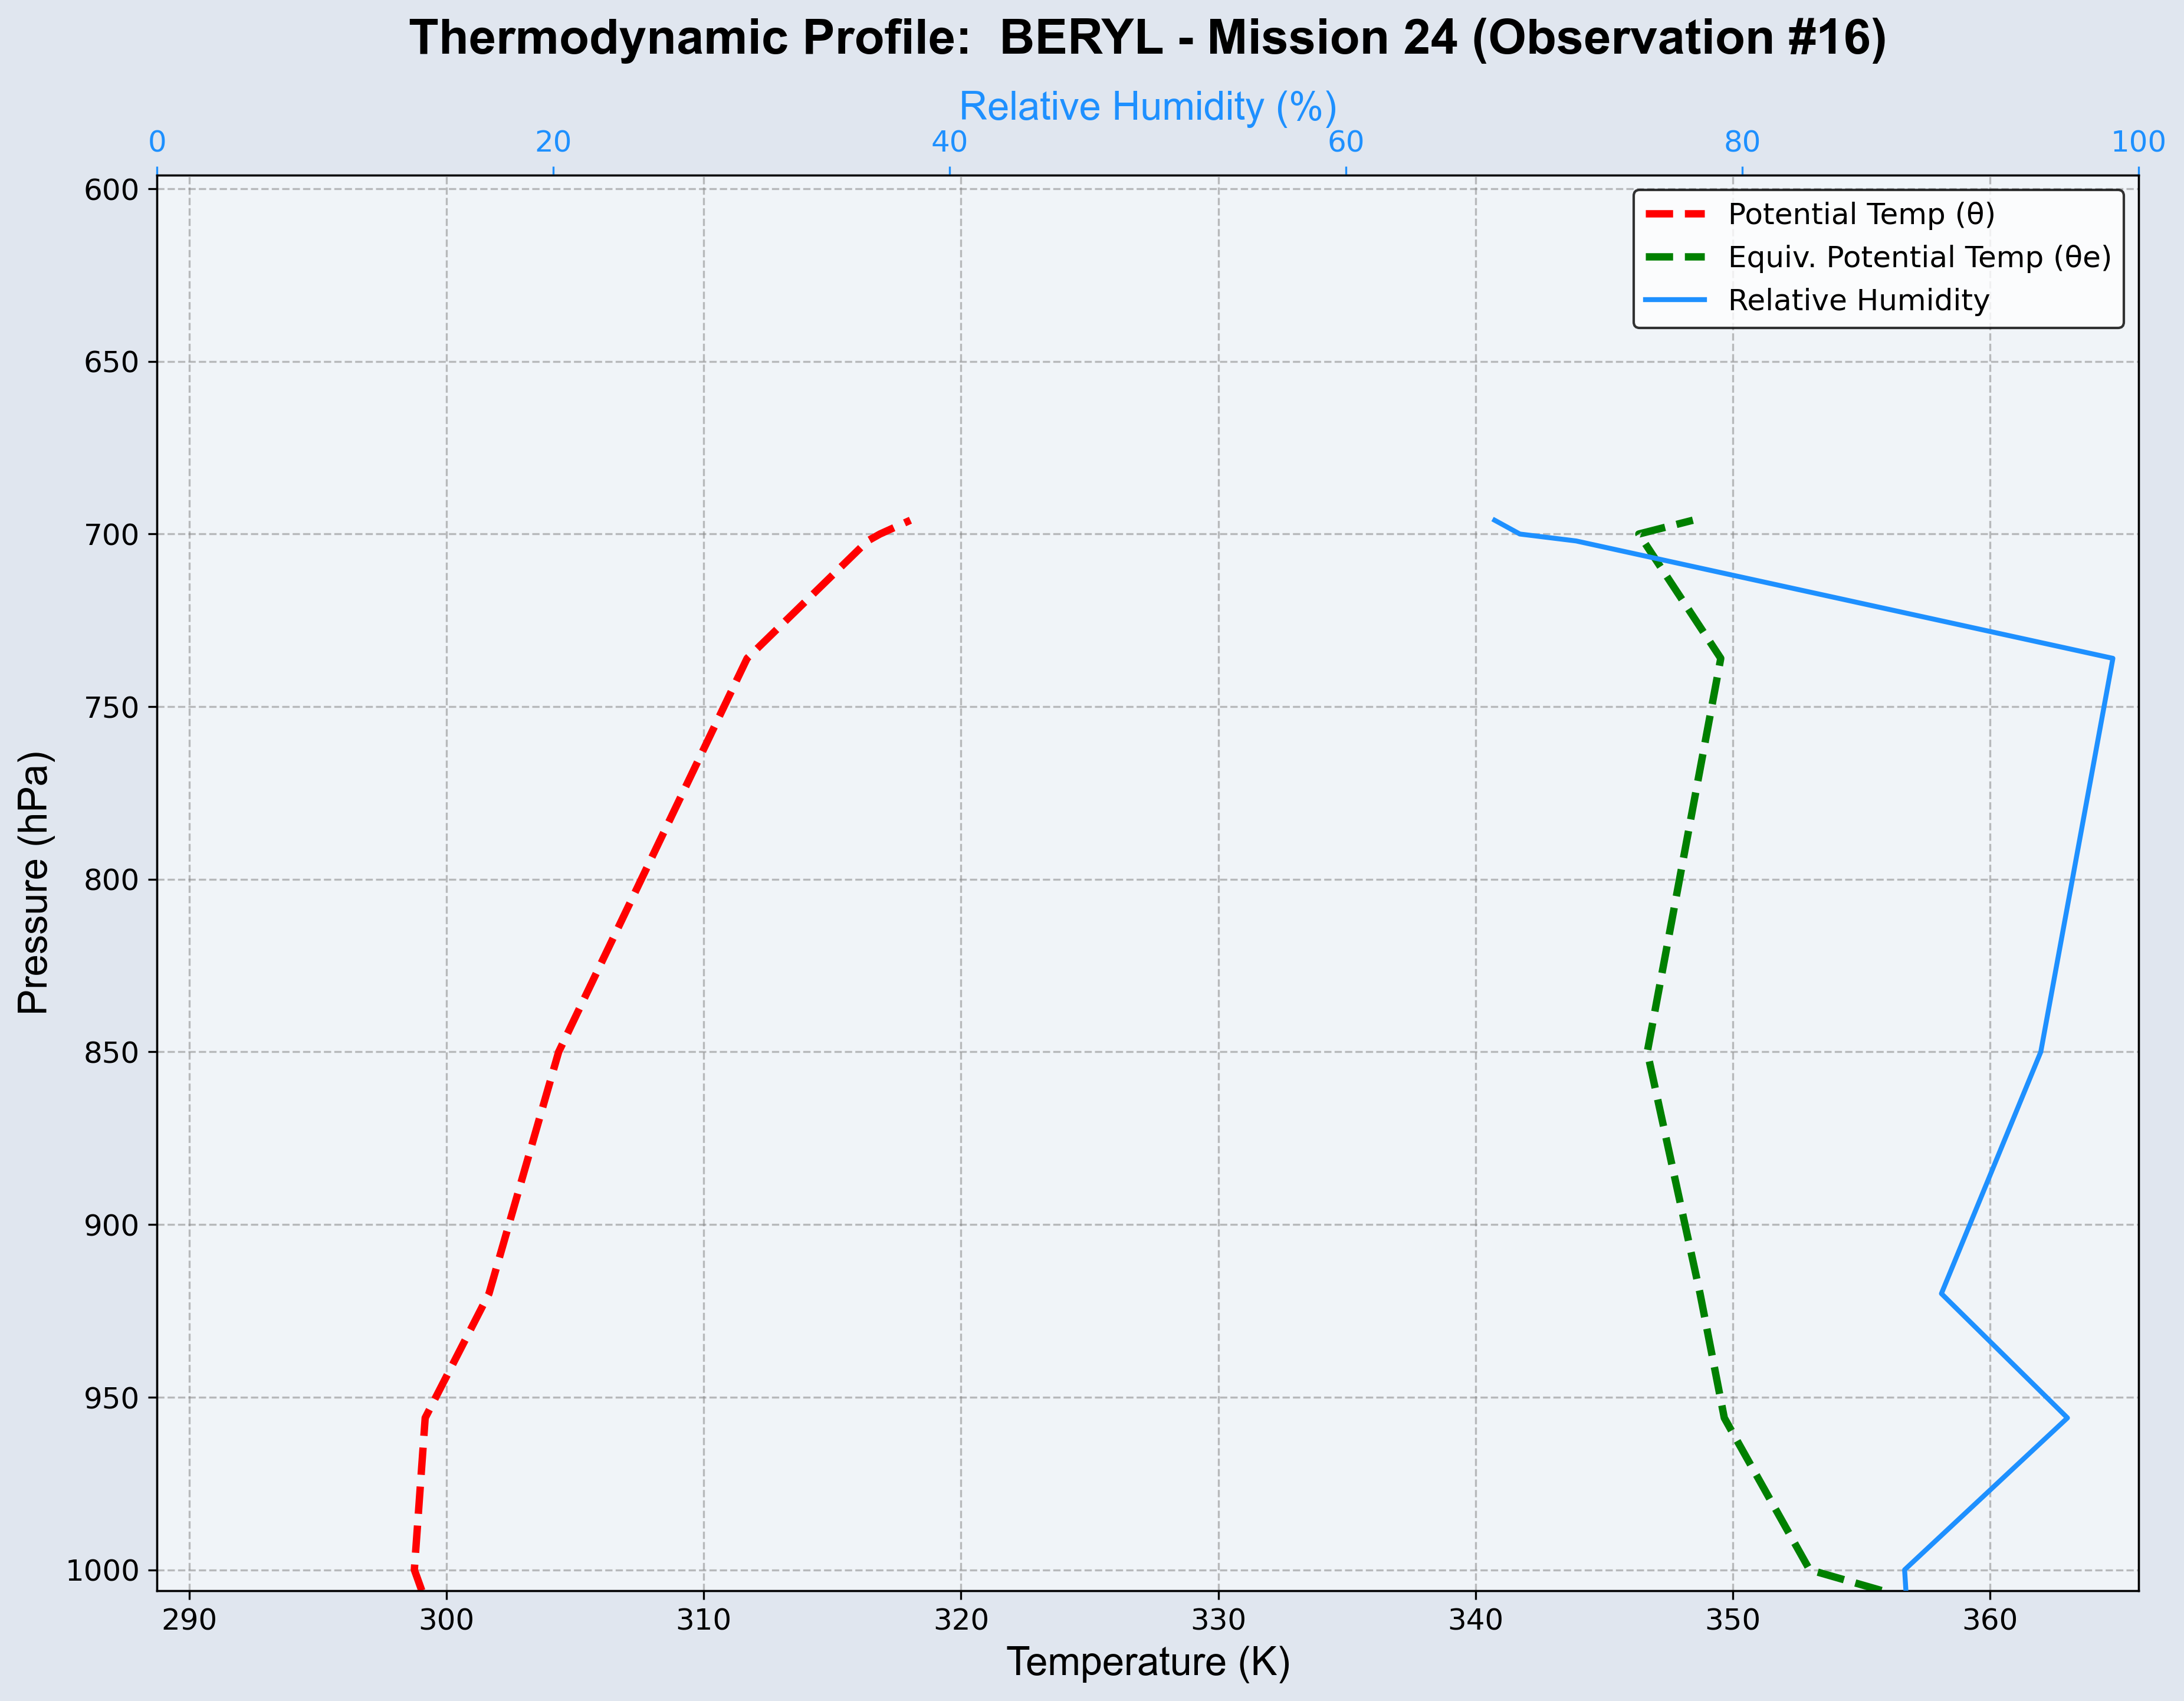 Thermodynamic Profile:  BERYL - Mission 24 (Observation #16)
Relative Humidity (%)
0 20 40 60 80 100
Potential Temp (θ)
Equiv. Potential Temp (θe)
Relative Humidity
600
650
700
750
800
850
900
950
1000
Pressure (hPa)
290 300 310 320 330 340 350 360
Temperature (K)